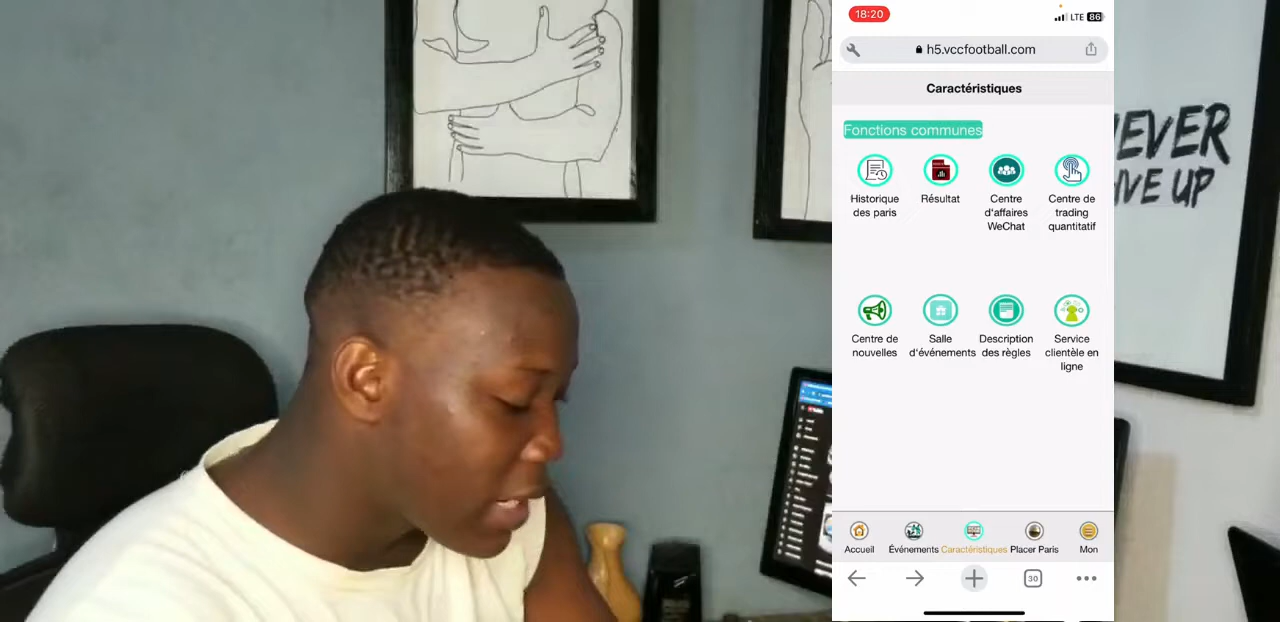 18:20
LTE 86
h5.vccfootball.com
Caractéristiques
Fonctions communes
Historique
des paris
Résultat
Centre
d'affaires
WeChat
Centre de
trading
quantitatif
Centre de
nouvelles
Salle
d'événements
Description
des règles
Service
clientèle en
ligne
Accueil
Événements
Caractéristiques
Placer Paris
Mon
30
EVER
IVE UP